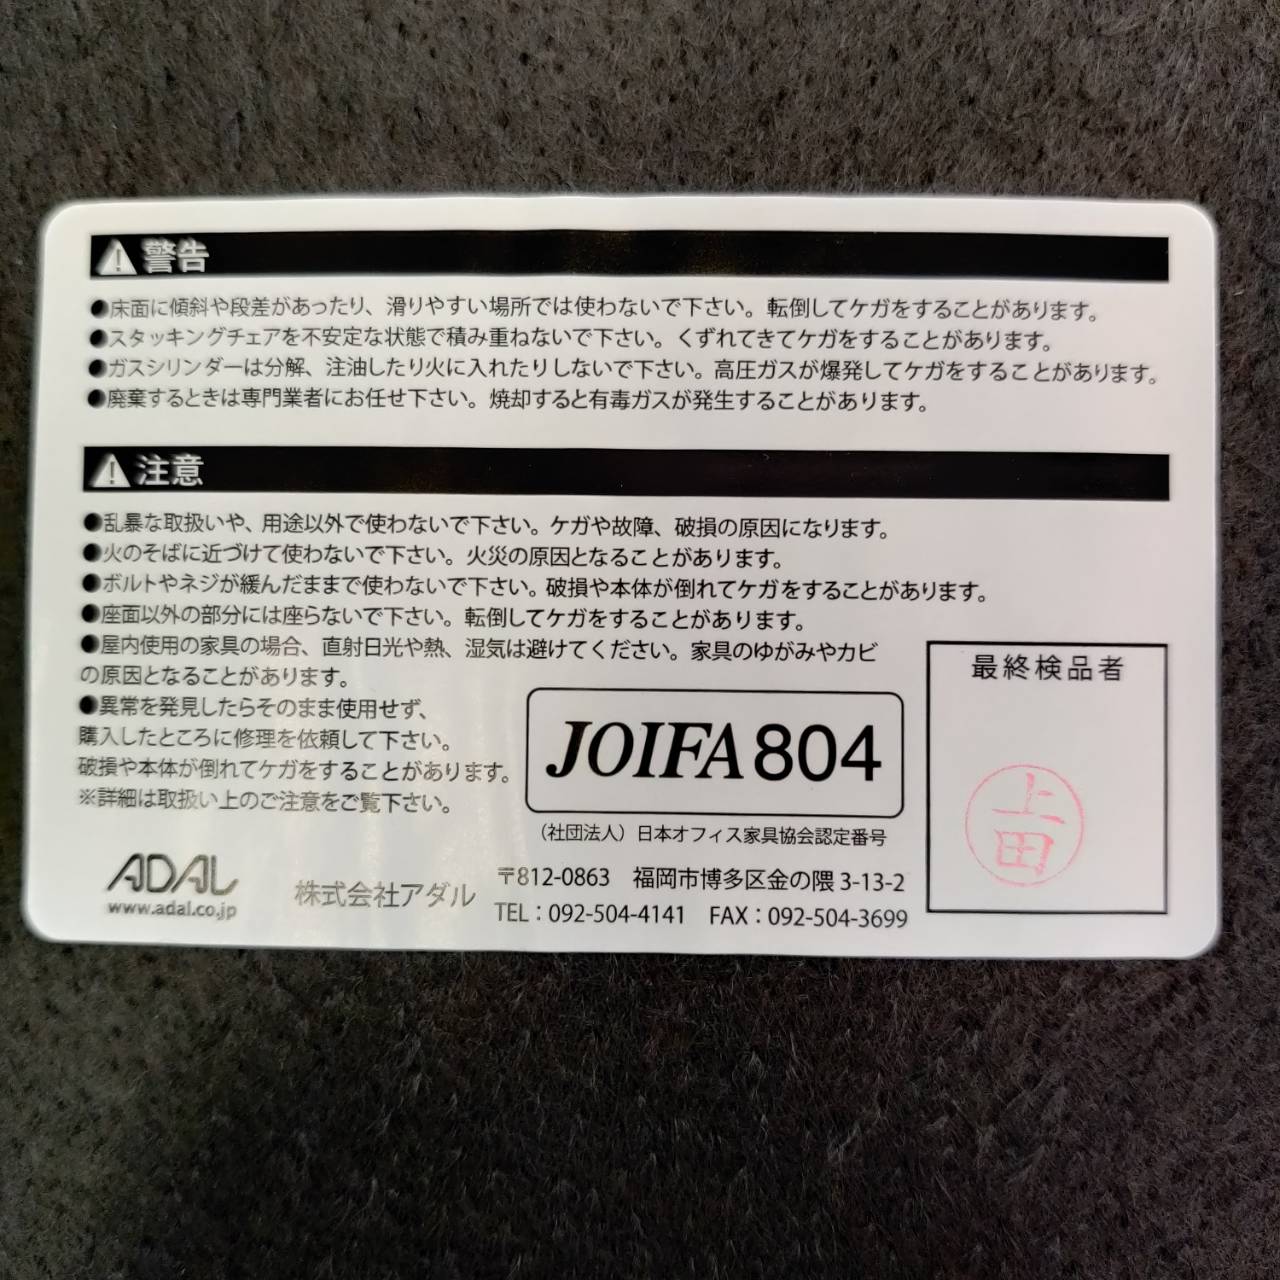 警告
●床面に傾斜や段差があったり、滑りやすい場所では使わないで下さい。転倒してケガをすることがあります。
●スタッキングチェアを不安定な状態で積み重ねないで下さい。くずれてきてケガをすることがあります。
●ガスシリンダーは分解、注油したり火に入れたりしないで下さい。高圧ガスが爆発してケガをすることがあります。
●廃棄するときは専門業者にお任せ下さい。焼却すると有毒ガスが発生することがあります。
注意
●乱暴な取扱いや、用途以外で使わないで下さい。ケガや故障、破損の原因になります。
●火のそばに近づけて使わないで下さい。火災の原因となることがあります。
●ボルトやネジが緩んだままで使わないで下さい。破損や本体が倒れてケガをすることがあります。
●座面以外の部分には座らないで下さい。転倒してケガをすることがあります。
●屋内使用の家具の場合、直射日光や熱、湿気は避けてください。家具のゆがみやカビ
の原因となることがあります。
●異常を発見したらそのまま使用せず、
購入したところに修理を依頼して下さい。
破損や本体が倒れてケガをすることがあります。
※詳細は取扱い上のご注意をご覧下さい。
JOIFA804
(社団法人)日本オフィス家具協会認定番号
最終検品者
上田
ADAL
www.adal.co.jp
株式会社アダル
〒812-0863 福岡市博多区金の隈3-13-2
TEL:092-504-4141 FAX:092-504-3699